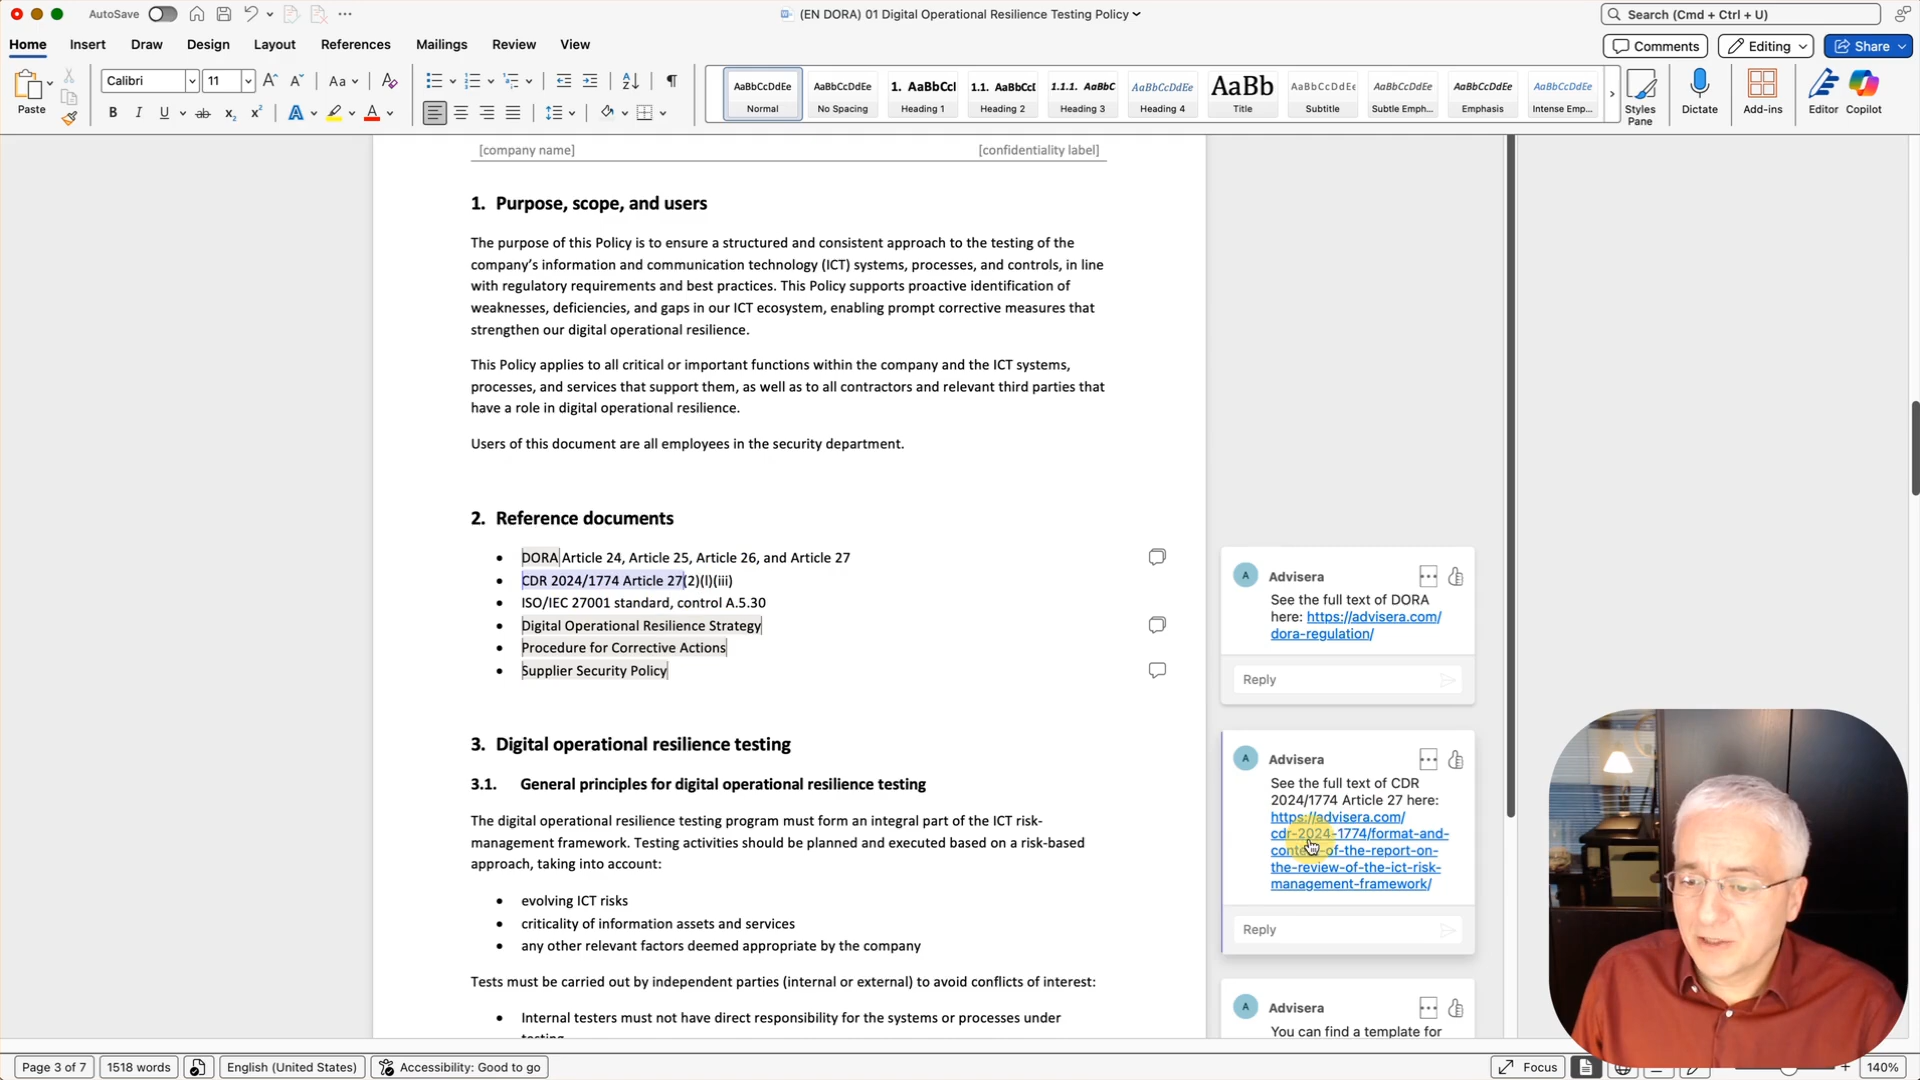 AutoSave
(EN DORA) 01 Digital Operational Resilience Testing Policy
Search (Cmd + Ctrl + U)
Home Insert Draw Design Layout References Mailings Review View
Comments Editing Share
Paste
Calibri 11
AaBbCcDdEe AaBbCcDdEe 1. AaBbCcI 1.1. AaBbCcI 1.1.1. AaBbC AaBbCcDdEe AaBb AaBbCcDdEe AaBbCcDdEe AaBbCcDdEe AaBbCcDdEe
Normal No Spacing Heading 1 Heading 2 Heading 3 Heading 4 Title Subtitle Subtle Emph... Emphasis Intense Emp...
Styles Pane Dictate Add-ins Editor Copilot
[company name] [confidentiality label]
1. Purpose, scope, and users
The purpose of this Policy is to ensure a structured and consistent approach to the testing of the
company's information and communication technology (ICT) systems, processes, and controls, in line
with regulatory requirements and best practices. This Policy supports proactive identification of
weaknesses, deficiencies, and gaps in our ICT ecosystem, enabling prompt corrective measures that
strengthen our digital operational resilience.
This Policy applies to all critical or important functions within the company and the ICT systems,
processes, and services that support them, as well as to all contractors and relevant third parties that
have a role in digital operational resilience.
Users of this document are all employees in the security department.
2. Reference documents
• DORA Article 24, Article 25, Article 26, and Article 27
• CDR 2024/1774 Article 27(2)(l)(iii)
• ISO/IEC 27001 standard, control A.5.30
• Digital Operational Resilience Strategy
• Procedure for Corrective Actions
• Supplier Security Policy
3. Digital operational resilience testing
3.1. General principles for digital operational resilience testing
The digital operational resilience testing program must form an integral part of the ICT risk-
management framework. Testing activities should be planned and executed based on a risk-based
approach, taking into account:
• evolving ICT risks
• criticality of information assets and services
• any other relevant factors deemed appropriate by the company
Tests must be carried out by independent parties (internal or external) to avoid conflicts of interest:
• Internal testers must not have direct responsibility for the systems or processes under
A Advisera
See the full text of DORA
here: https://advisera.com/
dora-regulation/
Reply
A Advisera
See the full text of CDR
2024/1774 Article 27 here:
https://advisera.com/
cdr-2024-1774/format-and-
content-of-the-report-on-
the-review-of-the-ict-risk-
management-framework/
Reply
A Advisera
You can find a template for
Page 3 of 7 1518 words English (United States) Accessibility: Good to go Focus 140%